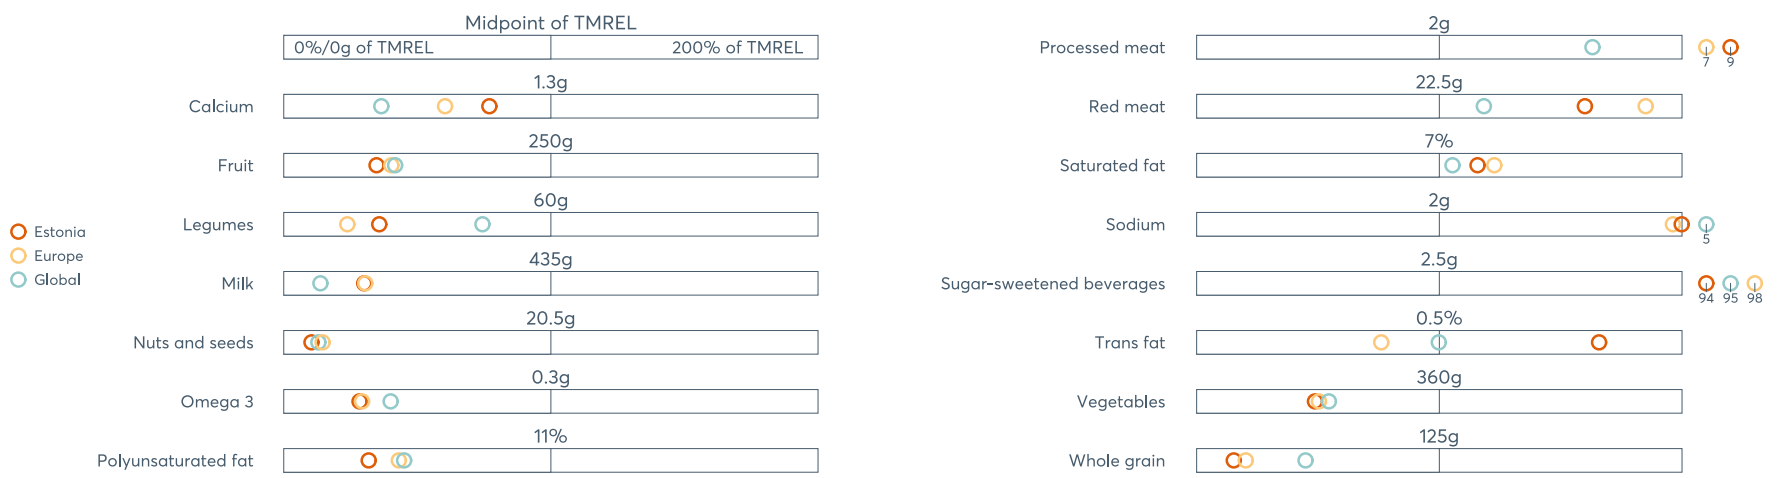 Midpoint of TMREL
0%/0g of TMREL 200% of TMREL
1.3g
Calcium
250g
Fruit
60g
Legumes
435g
Milk
20.5g
Nuts and seeds
0.3g
Omega 3
11%
Polyunsaturated fat
Estonia
Europe
Global
2g
Processed meat
7 9
22.5g
Red meat
7%
Saturated fat
2g
Sodium
5
2.5g
Sugar-sweetened beverages
94 95 98
0.5%
Trans fat
360g
Vegetables
125g
Whole grain